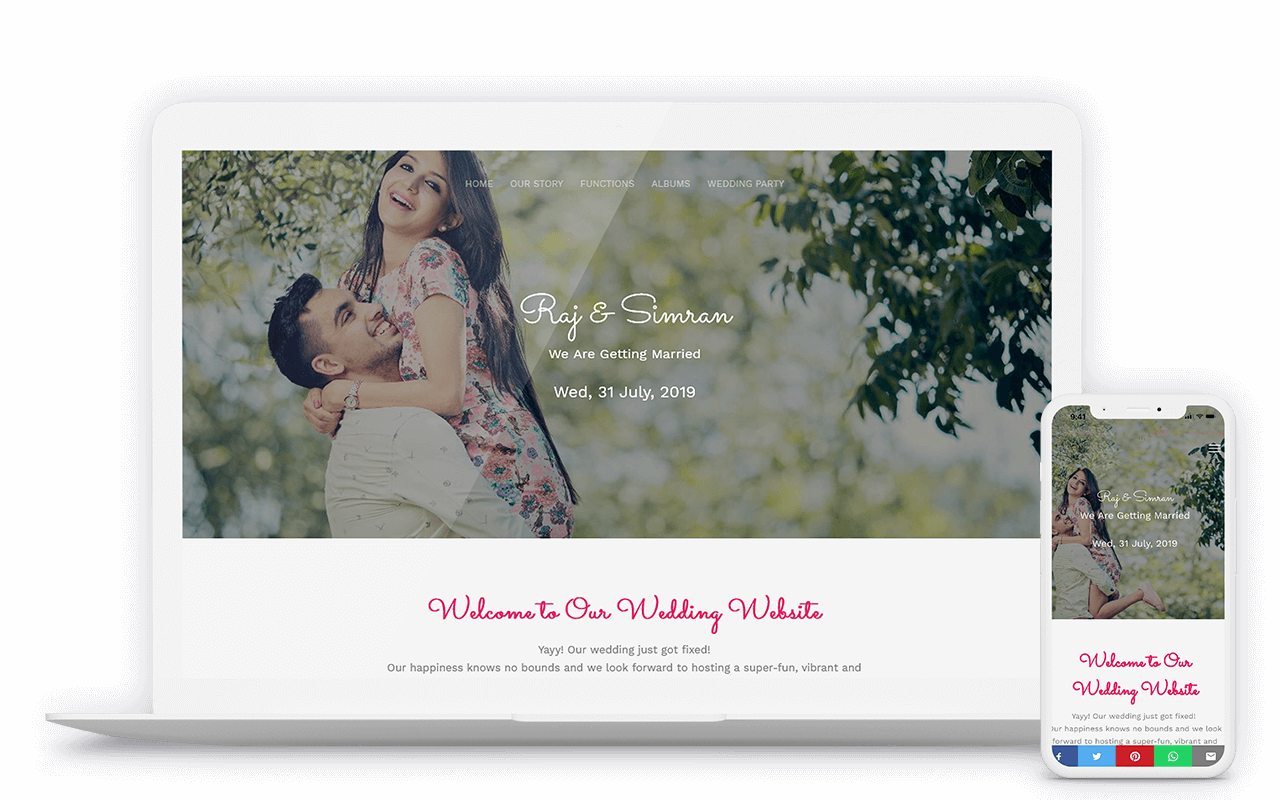 HOME OUR STORY FUNCTIONS ALBUMS WEDDING PARTY
Raj & Simran
We Are Getting Married
Wed, 31 July, 2019
Welcome to Our Wedding Website
Yayy! Our wedding just got fixed!
Our happiness knows no bounds and we look forward to hosting a super-fun, vibrant and
9:41
Raj & Simran
We Are Getting Married
Wed, 31 July, 2019
Welcome to Our
Wedding Website
Yayy! Our wedding just got fixed!
Our happiness knows no bounds and we look
forward to hosting a super-fun, vibrant and